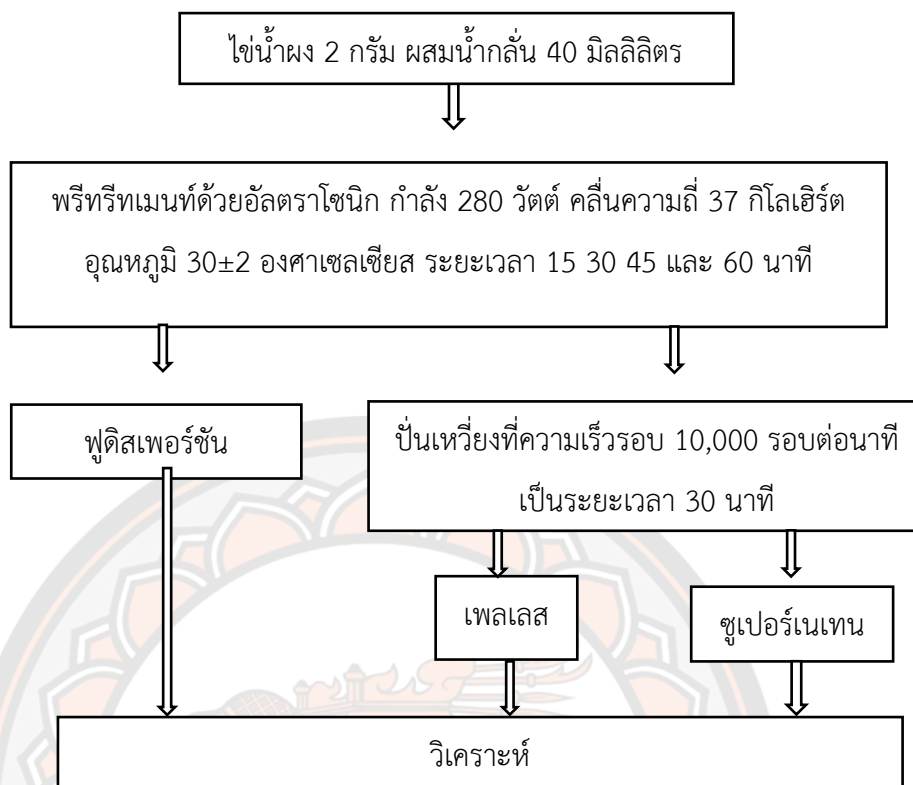 ไข่น้ำผง 2 กรัม ผสมน้ำกลั่น 40 มิลลิลิตร
พรีทรีทเมนท์ด้วยอัลตราโซนิก กำลัง 280 วัตต์ คลื่นความถี่ 37 กิโลเฮิร์ต
อุณหภูมิ 30±2 องศาเซลเซียส ระยะเวลา 15 30 45 และ 60 นาที
ฟูดิสเพอร์ชัน
ปั่นเหวี่ยงที่ความเร็วรอบ 10,000 รอบต่อนาที
เป็นระยะเวลา 30 นาที
เพลเลส
ซูเปอร์เนเทน
วิเคราะห์